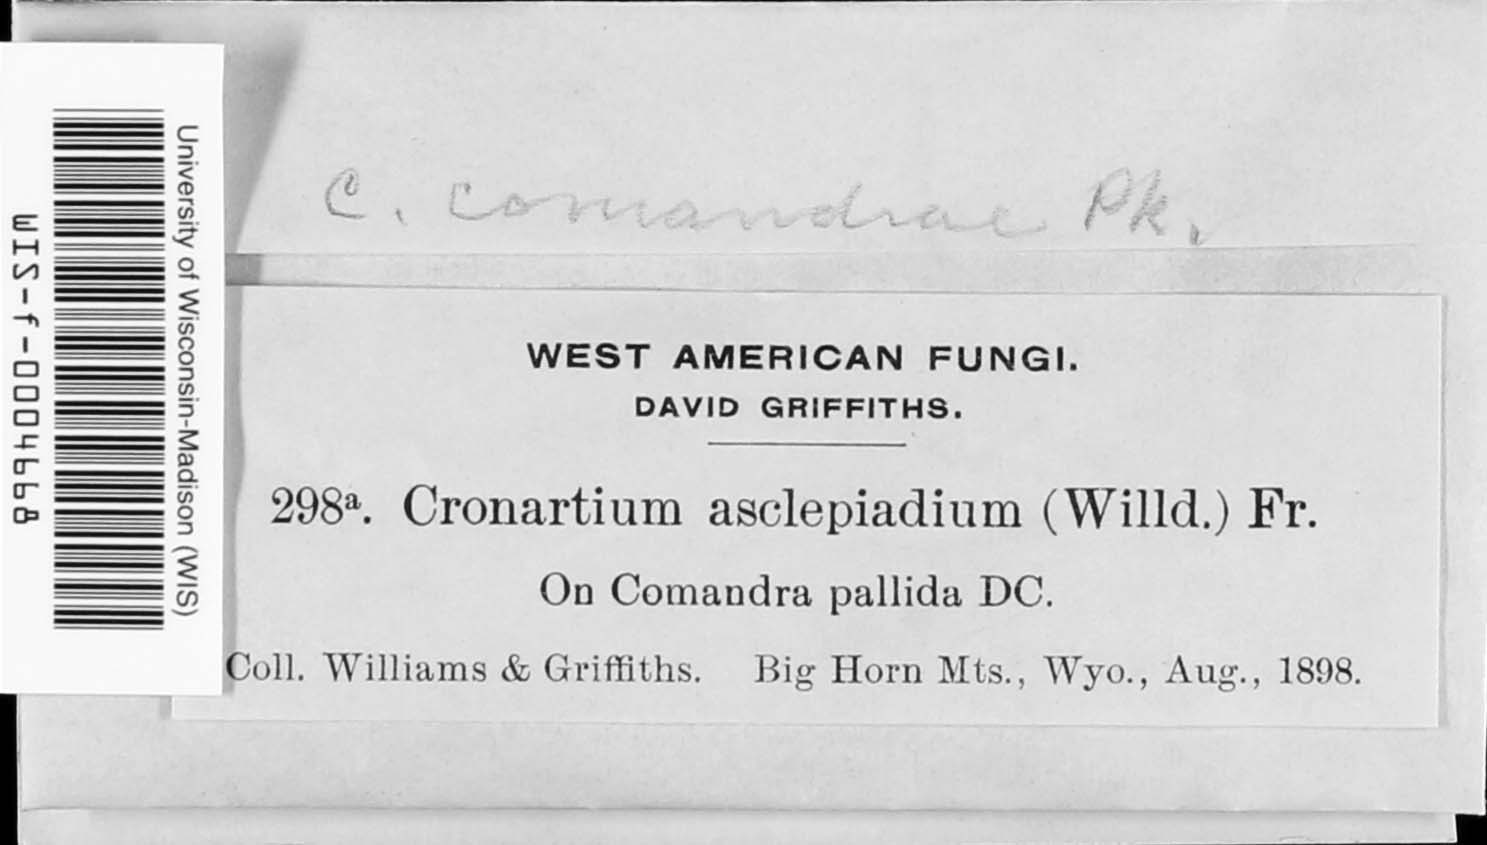 C. comandrae Pk.
University of Wisconsin-Madison (WIS)
WIS-f-0004668
WEST AMERICAN FUNGI.
DAVID GRIFFITHS.
298a. Cronartium asclepiadium (Willd.) Fr.
On Comandra pallida DC.
Coll. Williams & Griffiths. Big Horn Mts., Wyo., Aug., 1898.